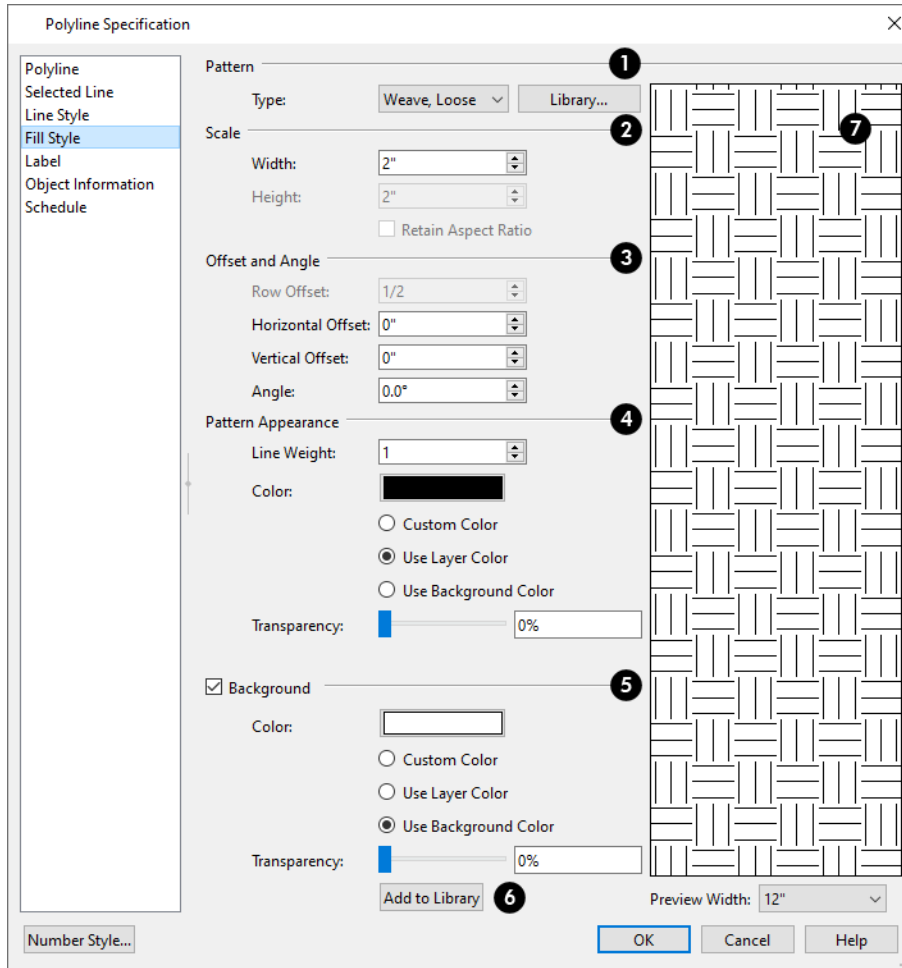 Polyline Specification
Polyline
Selected Line
Line Style
Fill Style
Label
Object Information
Schedule
Pattern 1
Type: Weave, Loose Library...
Scale 2
Width: 2"
Height: 2"
Retain Aspect Ratio
Offset and Angle 3
Row Offset: 1/2
Horizontal Offset: 0"
Vertical Offset: 0"
Angle: 0.0°
Pattern Appearance 4
Line Weight: 1
Color:
Custom Color
Use Layer Color
Use Background Color
Transparency: 0%
Background 5
Color:
Custom Color
Use Layer Color
Use Background Color
Transparency: 0%
Add to Library 6
7
Preview Width: 12"
Number Style...
OK Cancel Help